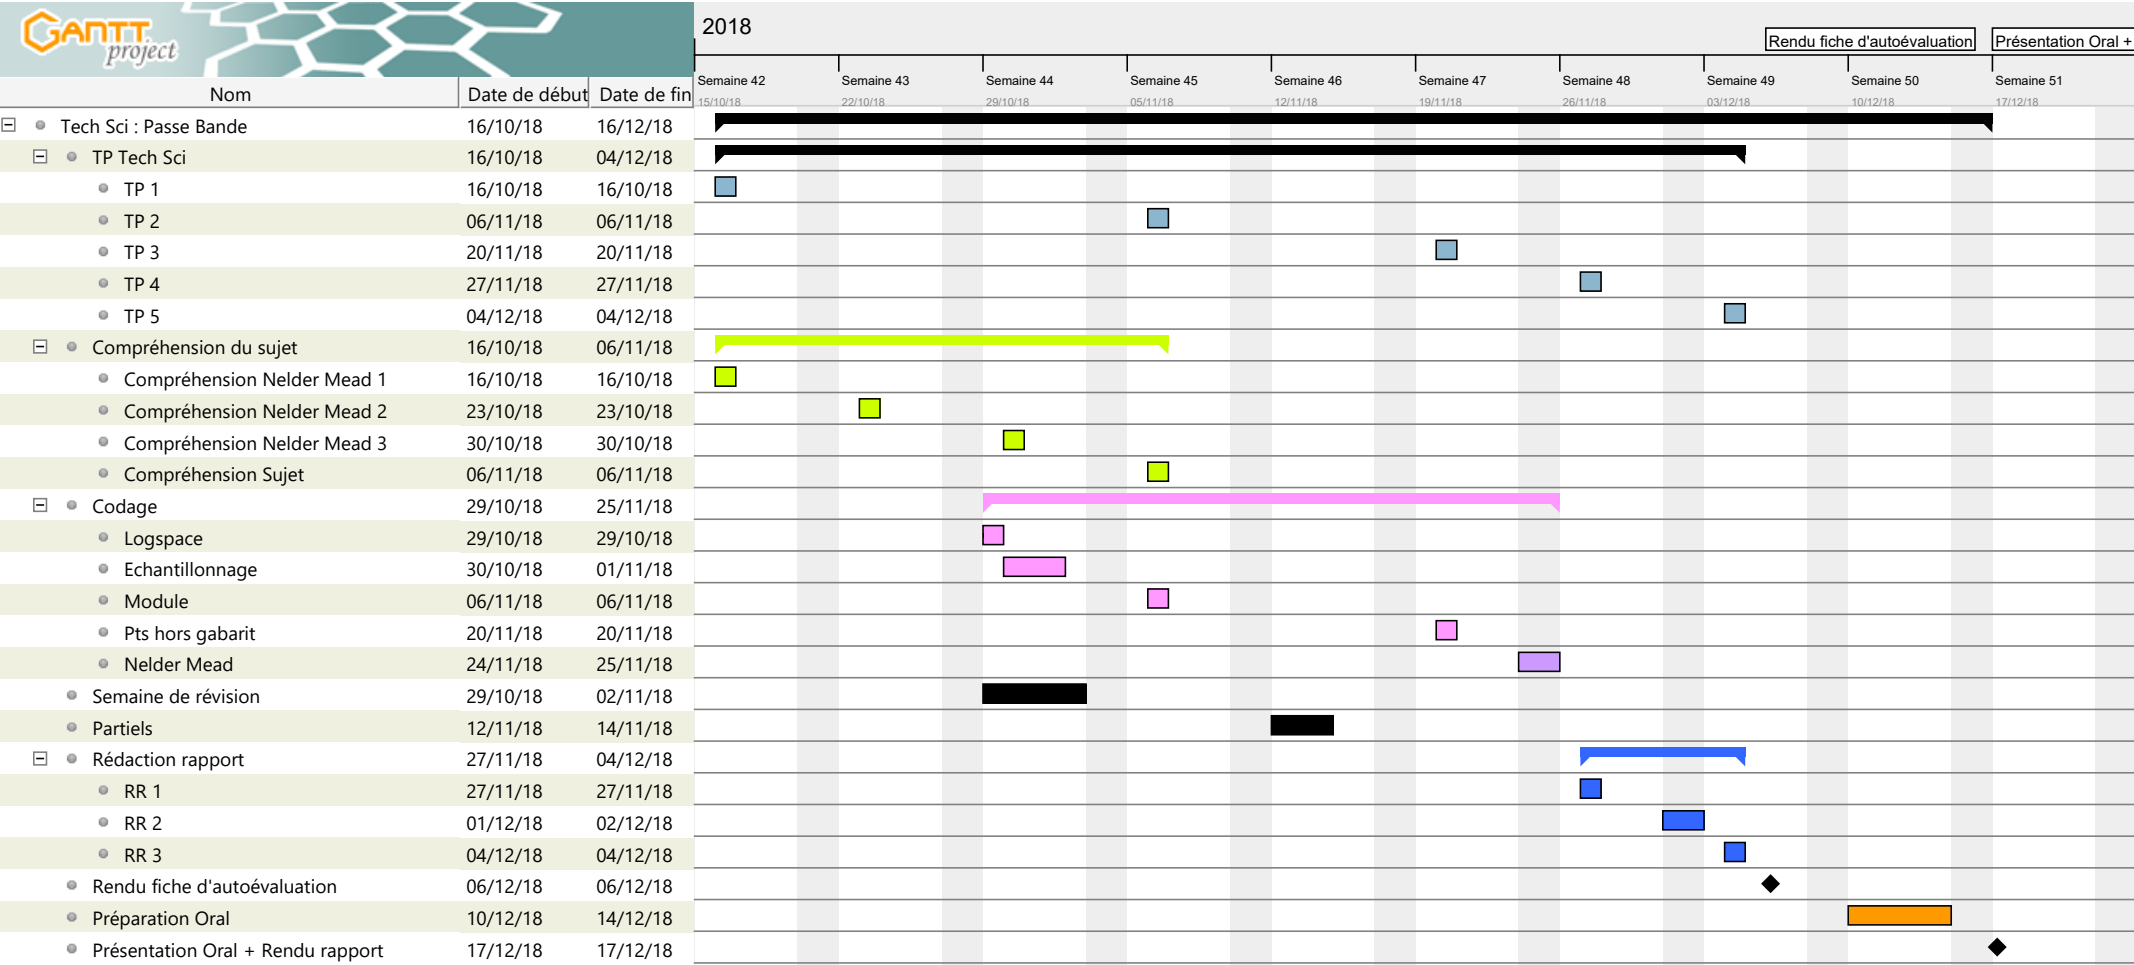 GANTT
project
2018
Rendu fiche d'autoévaluation
Présentation Oral +
Semaine 42
Semaine 43
Semaine 44
Semaine 45
Semaine 46
Semaine 47
Semaine 48
Semaine 49
Semaine 50
Semaine 51
15/10/18
22/10/18
29/10/18
05/11/18
12/11/18
19/11/18
26/11/18
03/12/18
10/12/18
17/12/18
Nom Date de début Date de fin
Tech Sci : Passe Bande 16/10/18 16/12/18
TP Tech Sci 16/10/18 04/12/18
TP 1 16/10/18 16/10/18
TP 2 06/11/18 06/11/18
TP 3 20/11/18 20/11/18
TP 4 27/11/18 27/11/18
TP 5 04/12/18 04/12/18
Compréhension du sujet 16/10/18 06/11/18
Compréhension Nelder Mead 1 16/10/18 16/10/18
Compréhension Nelder Mead 2 23/10/18 23/10/18
Compréhension Nelder Mead 3 30/10/18 30/10/18
Compréhension Sujet 06/11/18 06/11/18
Codage 29/10/18 25/11/18
Logspace 29/10/18 29/10/18
Echantillonnage 30/10/18 01/11/18
Module 06/11/18 06/11/18
Pts hors gabarit 20/11/18 20/11/18
Nelder Mead 24/11/18 25/11/18
Semaine de révision 29/10/18 02/11/18
Partiels 12/11/18 14/11/18
Rédaction rapport 27/11/18 04/12/18
RR 1 27/11/18 27/11/18
RR 2 01/12/18 02/12/18
RR 3 04/12/18 04/12/18
Rendu fiche d'autoévaluation 06/12/18 06/12/18
Préparation Oral 10/12/18 14/12/18
Présentation Oral + Rendu rapport 17/12/18 17/12/18